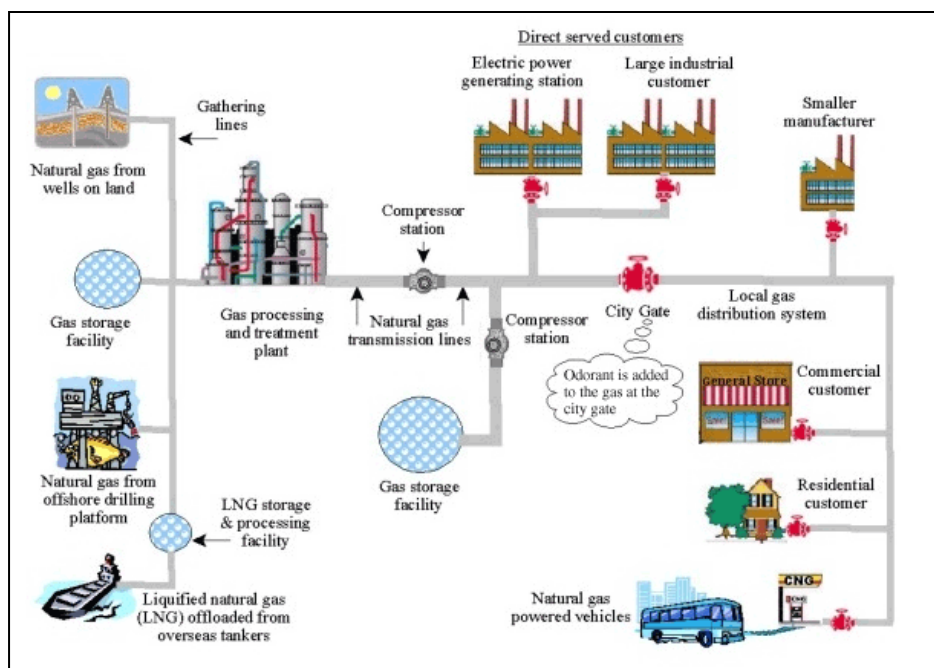 Direct served customers
Electric power
generating station
Large industrial
customer
Smaller
manufacturer
Gathering
lines
Natural gas from
wells on land
Compressor
station
Gas storage
facility
Gas processing
and treatment
plant
Natural gas
transmission lines
Compressor
station
City Gate
Local gas
distribution system
Odorant is added
to the gas at the
city gate
Commercial
customer
General Store
Natural gas from
offshore drilling
platform
Gas storage
facility
LNG storage
& processing
facility
Residential
customer
Liquified natural gas
(LNG) offloaded from
overseas tankers
Natural gas
powered vehicles
CNG